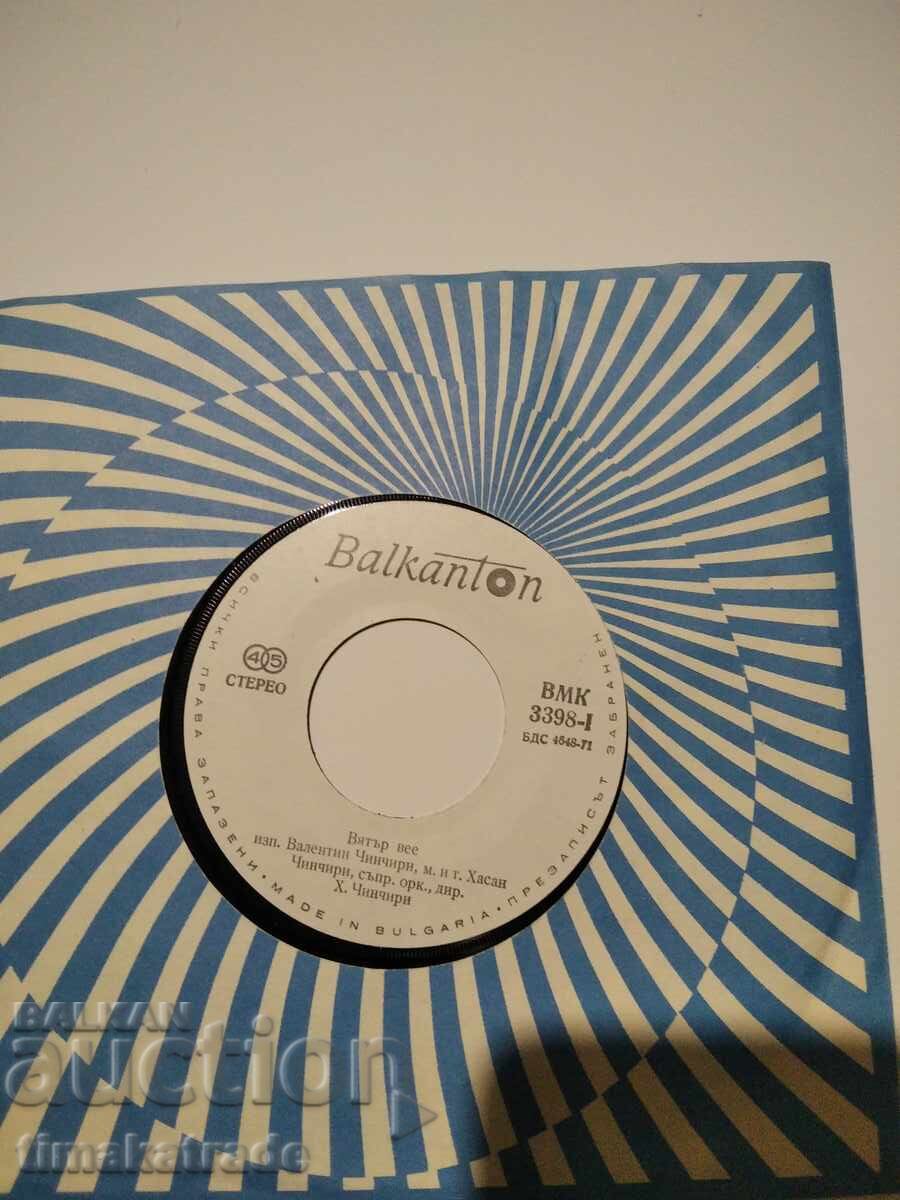 Balkanton
45
СТЕРЕО
ВМК
3398-I
БДС 4648-71
Вятър вее
изп. Валентин Чинчири, м. и т. Хасан
Чинчири, съпр. орк., дир.
Х. Чинчири
ВСИЧКИ ПРАВА ЗАПАЗЕНИ • MADE IN BULGARIA • ПРЕЗАПИСЪТ ЗАБРАНЕН
BALKAN
auction
timakatrade